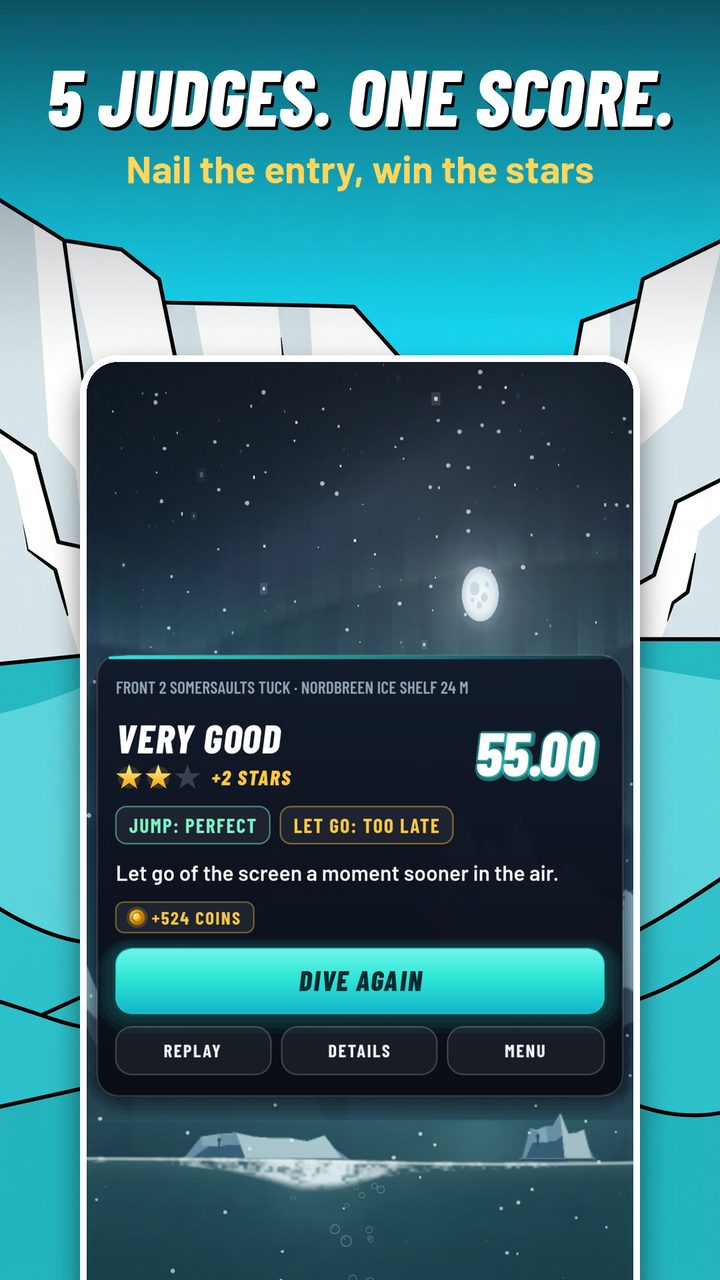 5 JUDGES. ONE SCORE.
Nail the entry, win the stars
FRONT 2 SOMERSAULTS TUCK · NORDBREEN ICE SHELF 24 M
VERY GOOD
+2 STARS
55.00
JUMP: PERFECT
LET GO: TOO LATE
Let go of the screen a moment sooner in the air.
+524 COINS
DIVE AGAIN
REPLAY
DETAILS
MENU